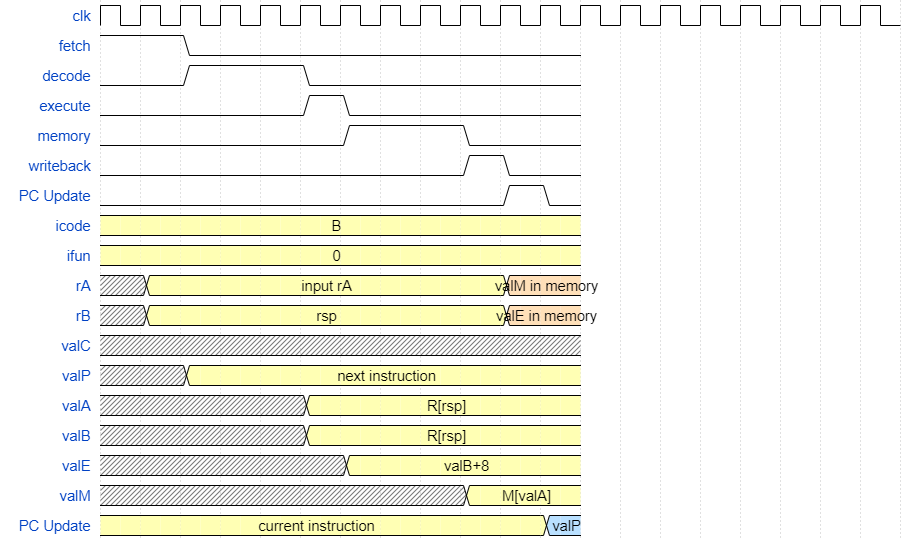 clk
fetch
decode
execute
memory
writeback
PC Update
icode B
ifun 0
rA input rA valM in memory
rB rsp valE in memory
valC
valP next instruction
valA R[rsp]
valB R[rsp]
valE valB+8
valM M[valA]
PC Update current instruction valP